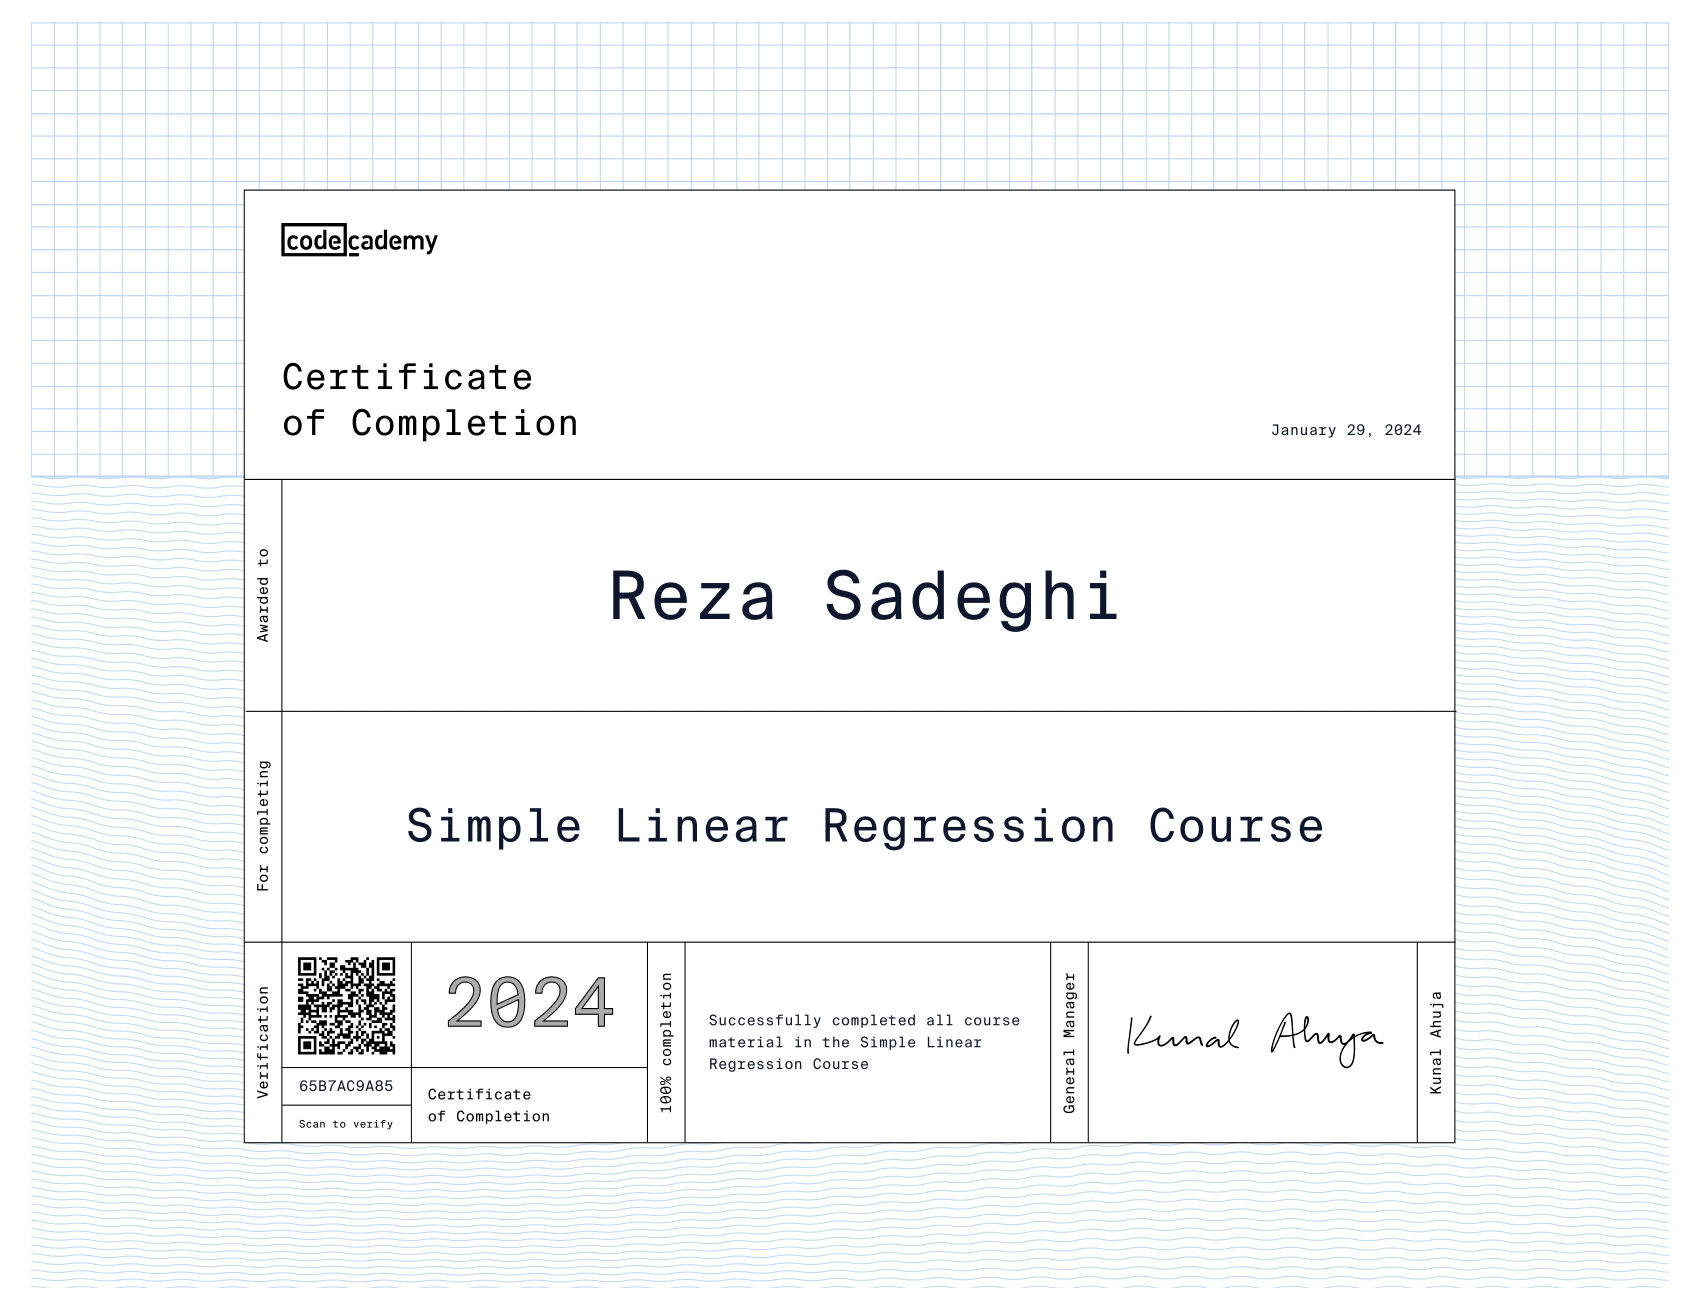 codecademy
Certificate
of Completion
January 29, 2024
Awarded to
Reza Sadeghi
For completing
Simple Linear Regression Course
Verification
65B7AC9A85
Scan to verify
2024
Certificate
of Completion
100% completion
Successfully completed all course
material in the Simple Linear
Regression Course
General Manager
Kunal Ahuja
Kunal Ahuja